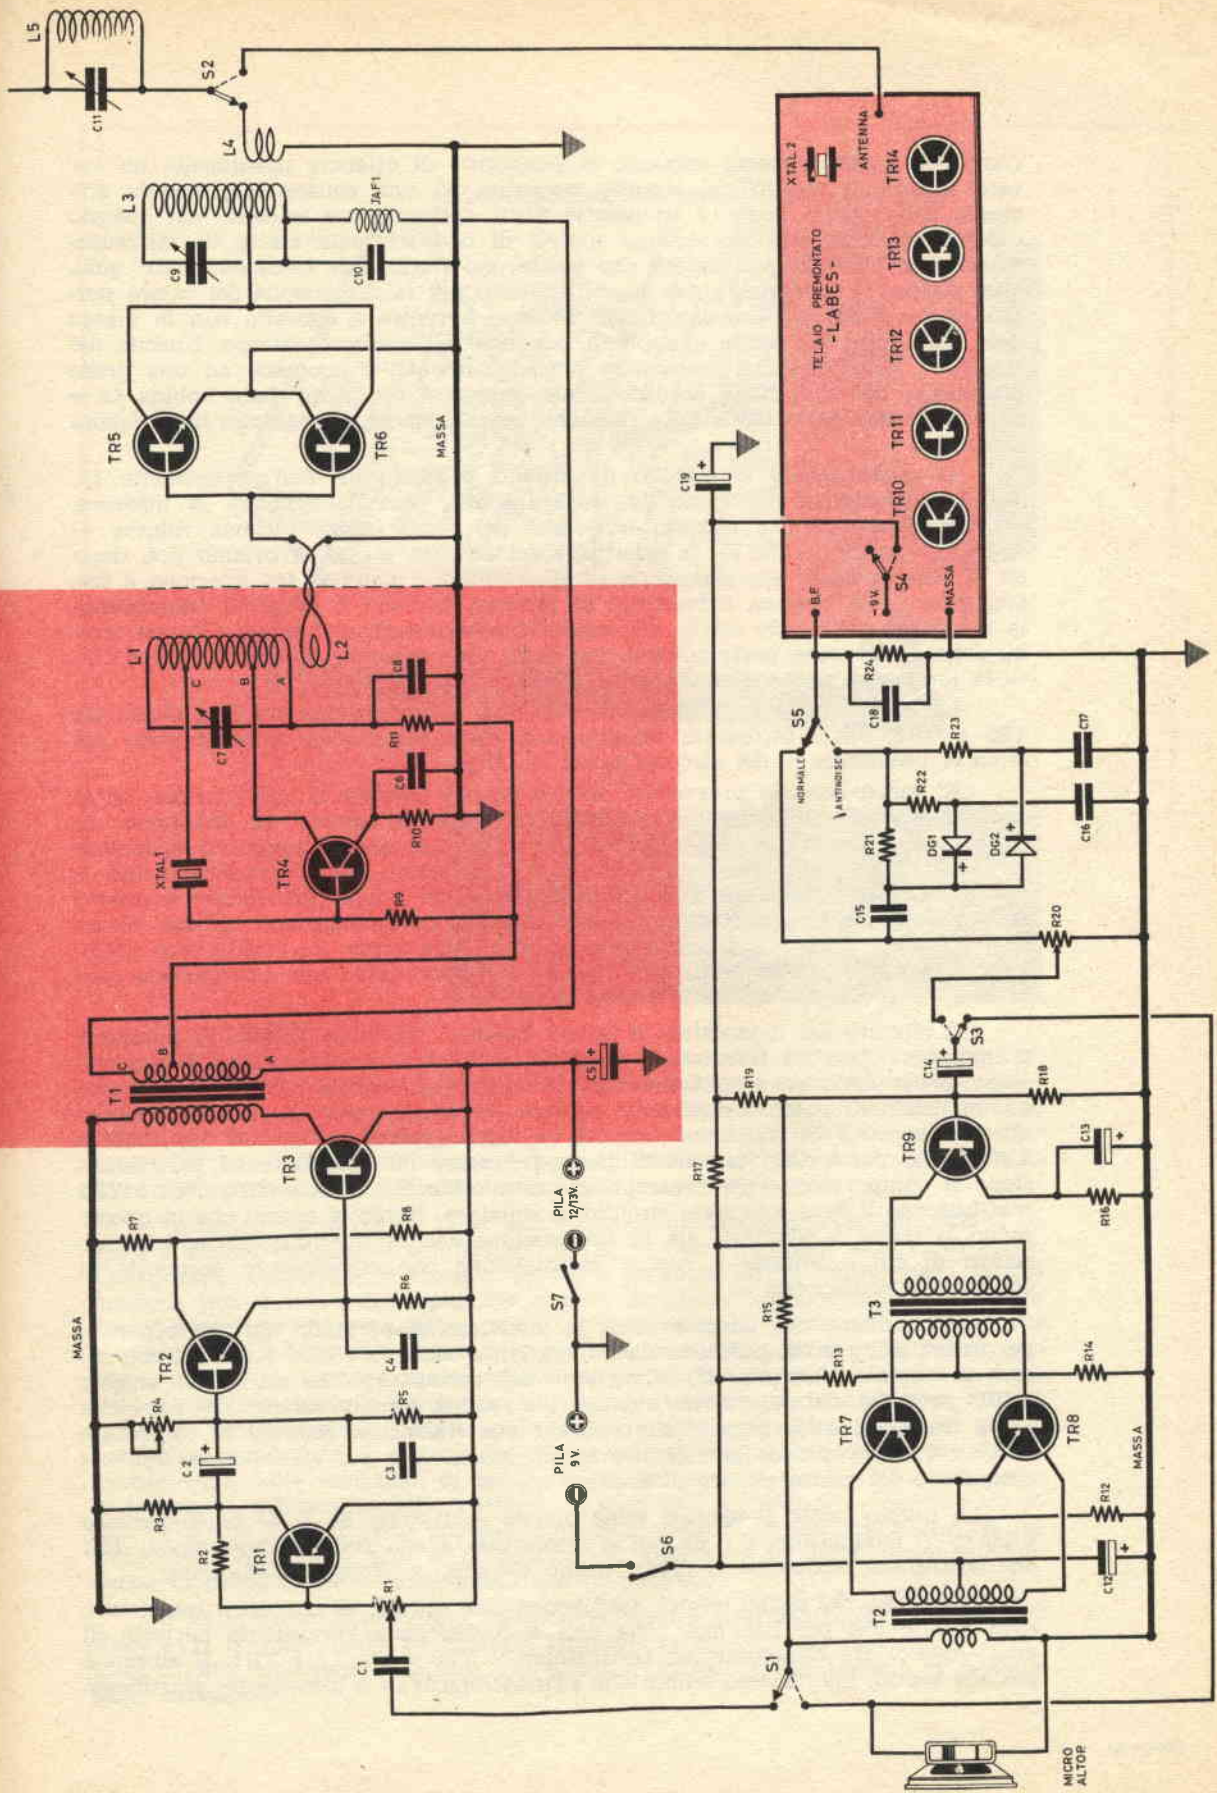 L5
C11
S2
L4
L3
C9
JAF1
C10
TR5
TR6
MASSA
L1
C
B
A
C7
L2
C8
R11
C6
R10
XTAL1
TR4
R9
T1
C
B
A
C5
+
TR3
R7
R8
R6
C4
MASSA
TR2
R4
C2
+
R5
C3
R3
R2
TR1
R1
C1
PILA
12/13V.
S7
PILA
9 V.
S6
XTAL.2
ANTENNA
TELAIO PREMONTATO
-LABES-
TR14
TR13
TR12
TR11
TR10
C19
+
S4
-9V.
B.F.
MASSA
R24
C18
S5
NORMALE
ANTINOISE
R23
R22
C17
C16
R21
DG1
+
DG2
+
C15
R20
S3
C14
+
R19
R18
R17
TR9
C13
+
R16
R15
T3
R13
R14
TR7
TR8
MASSA
R12
C12
+
T2
S1
MICRO
ALTOP.